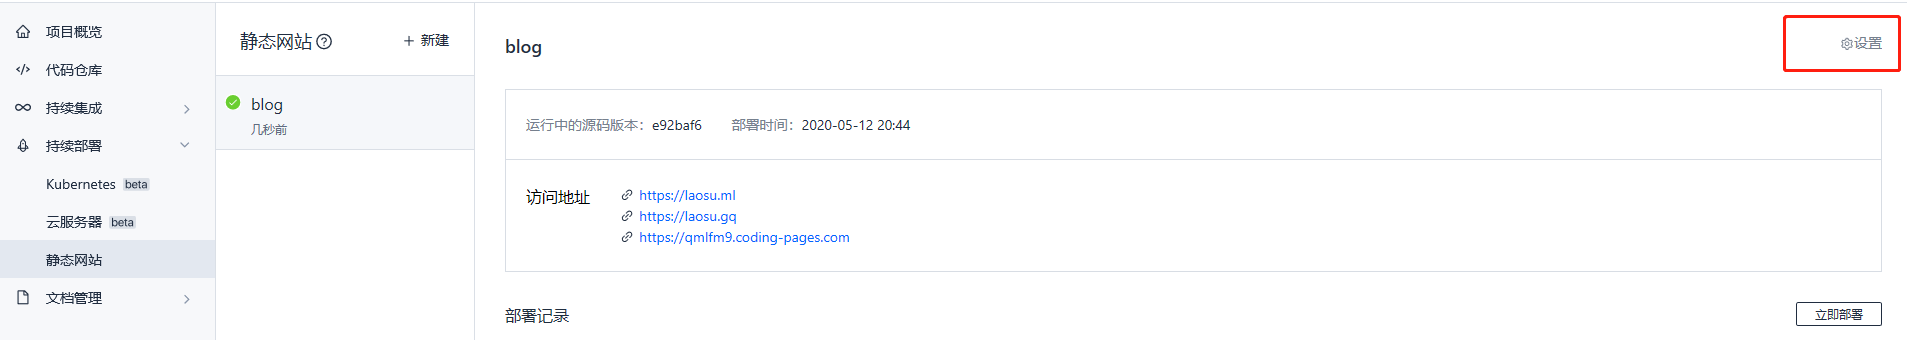 项目概览
代码仓库
持续集成
持续部署
Kubernetes beta
云服务器 beta
静态网站
文档管理
静态网站 ?
+ 新建
blog
几秒前
blog
设置
运行中的源码版本：e92baf6 部署时间：2020-05-12 20:44
访问地址
https://laosu.ml
https://laosu.gq
https://qmlfm9.coding-pages.com
部署记录
立即部署